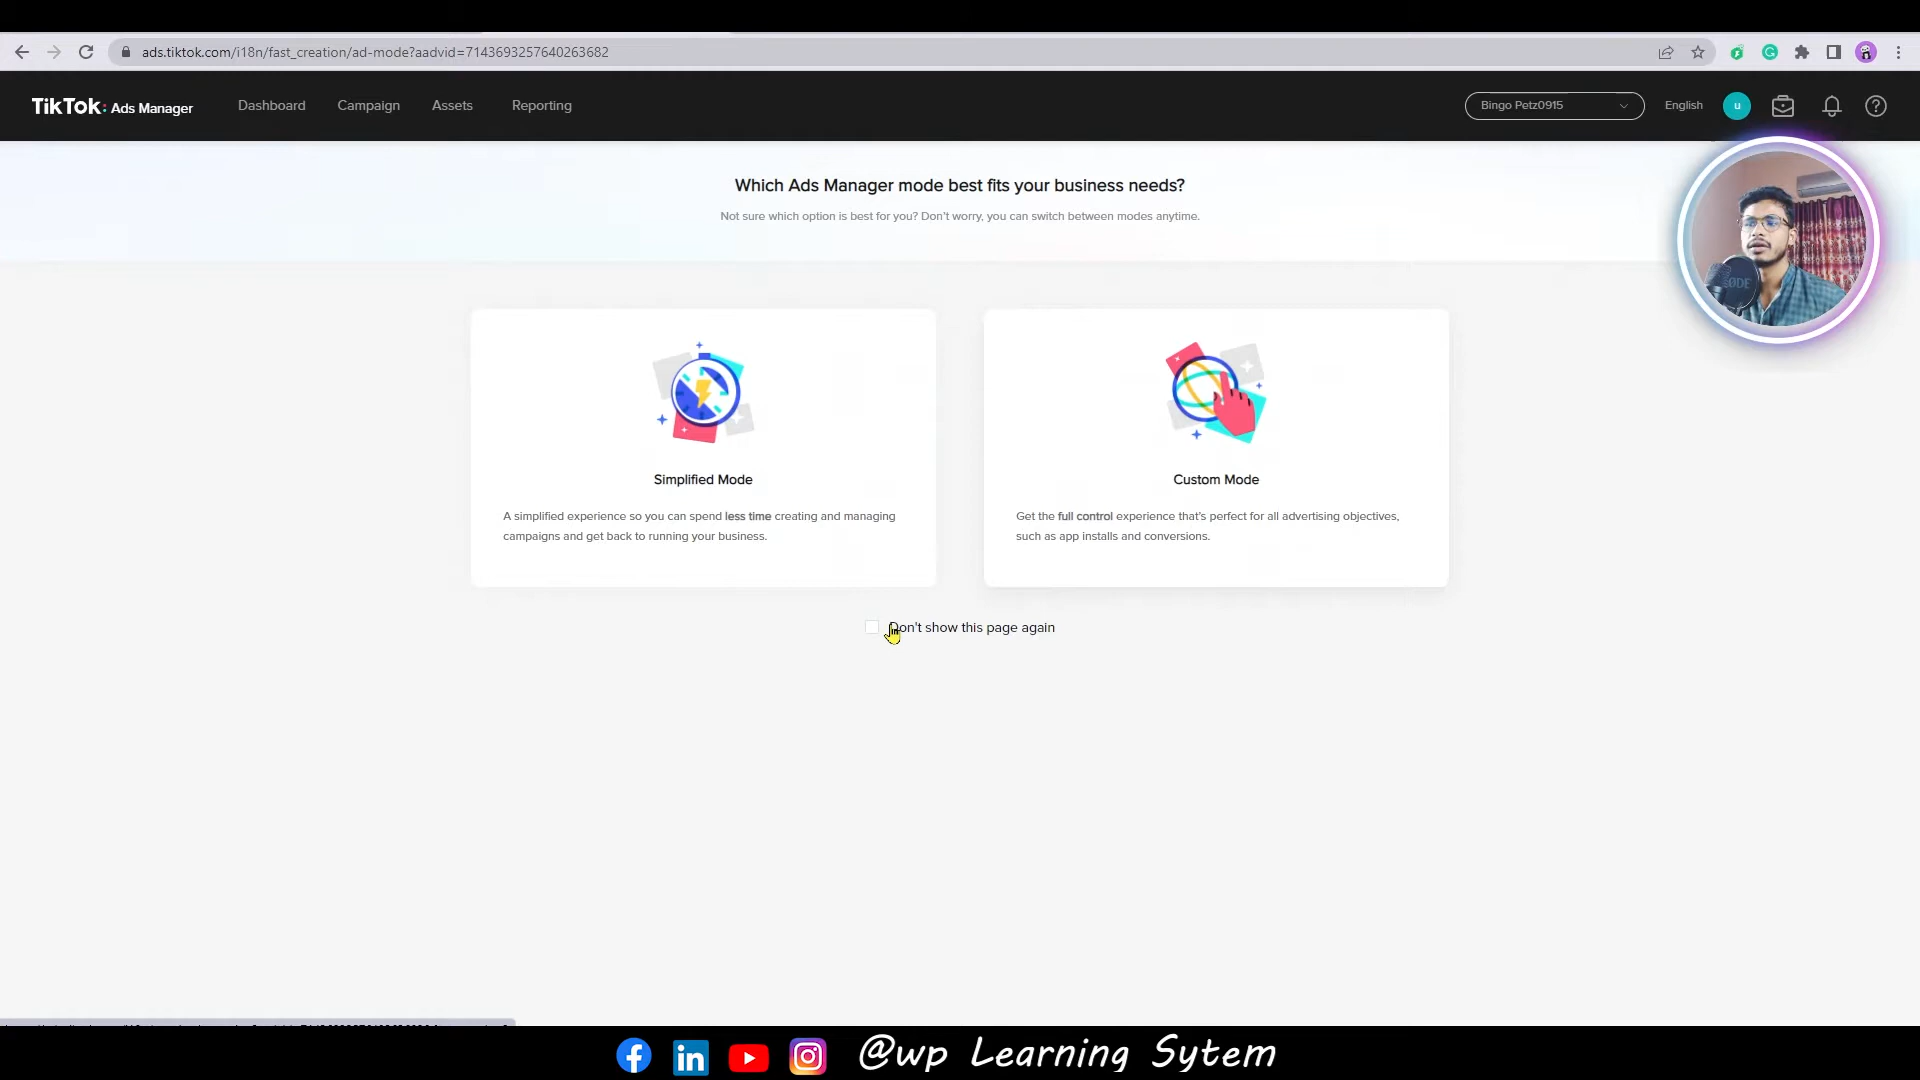 ads.tiktok.com/i18n/fast_creation/ad-mode?aadvid=7143693257640263682
TikTok: Ads Manager
Dashboard
Campaign
Assets
Reporting
Bingo Petz0915
English
u
Which Ads Manager mode best fits your business needs?
Not sure which option is best for you? Don't worry, you can switch between modes anytime.
Simplified Mode
A simplified experience so you can spend less time creating and managing
campaigns and get back to running your business.
Custom Mode
Get the full control experience that's perfect for all advertising objectives,
such as app installs and conversions.
Don't show this page again
@wp Learning Sytem